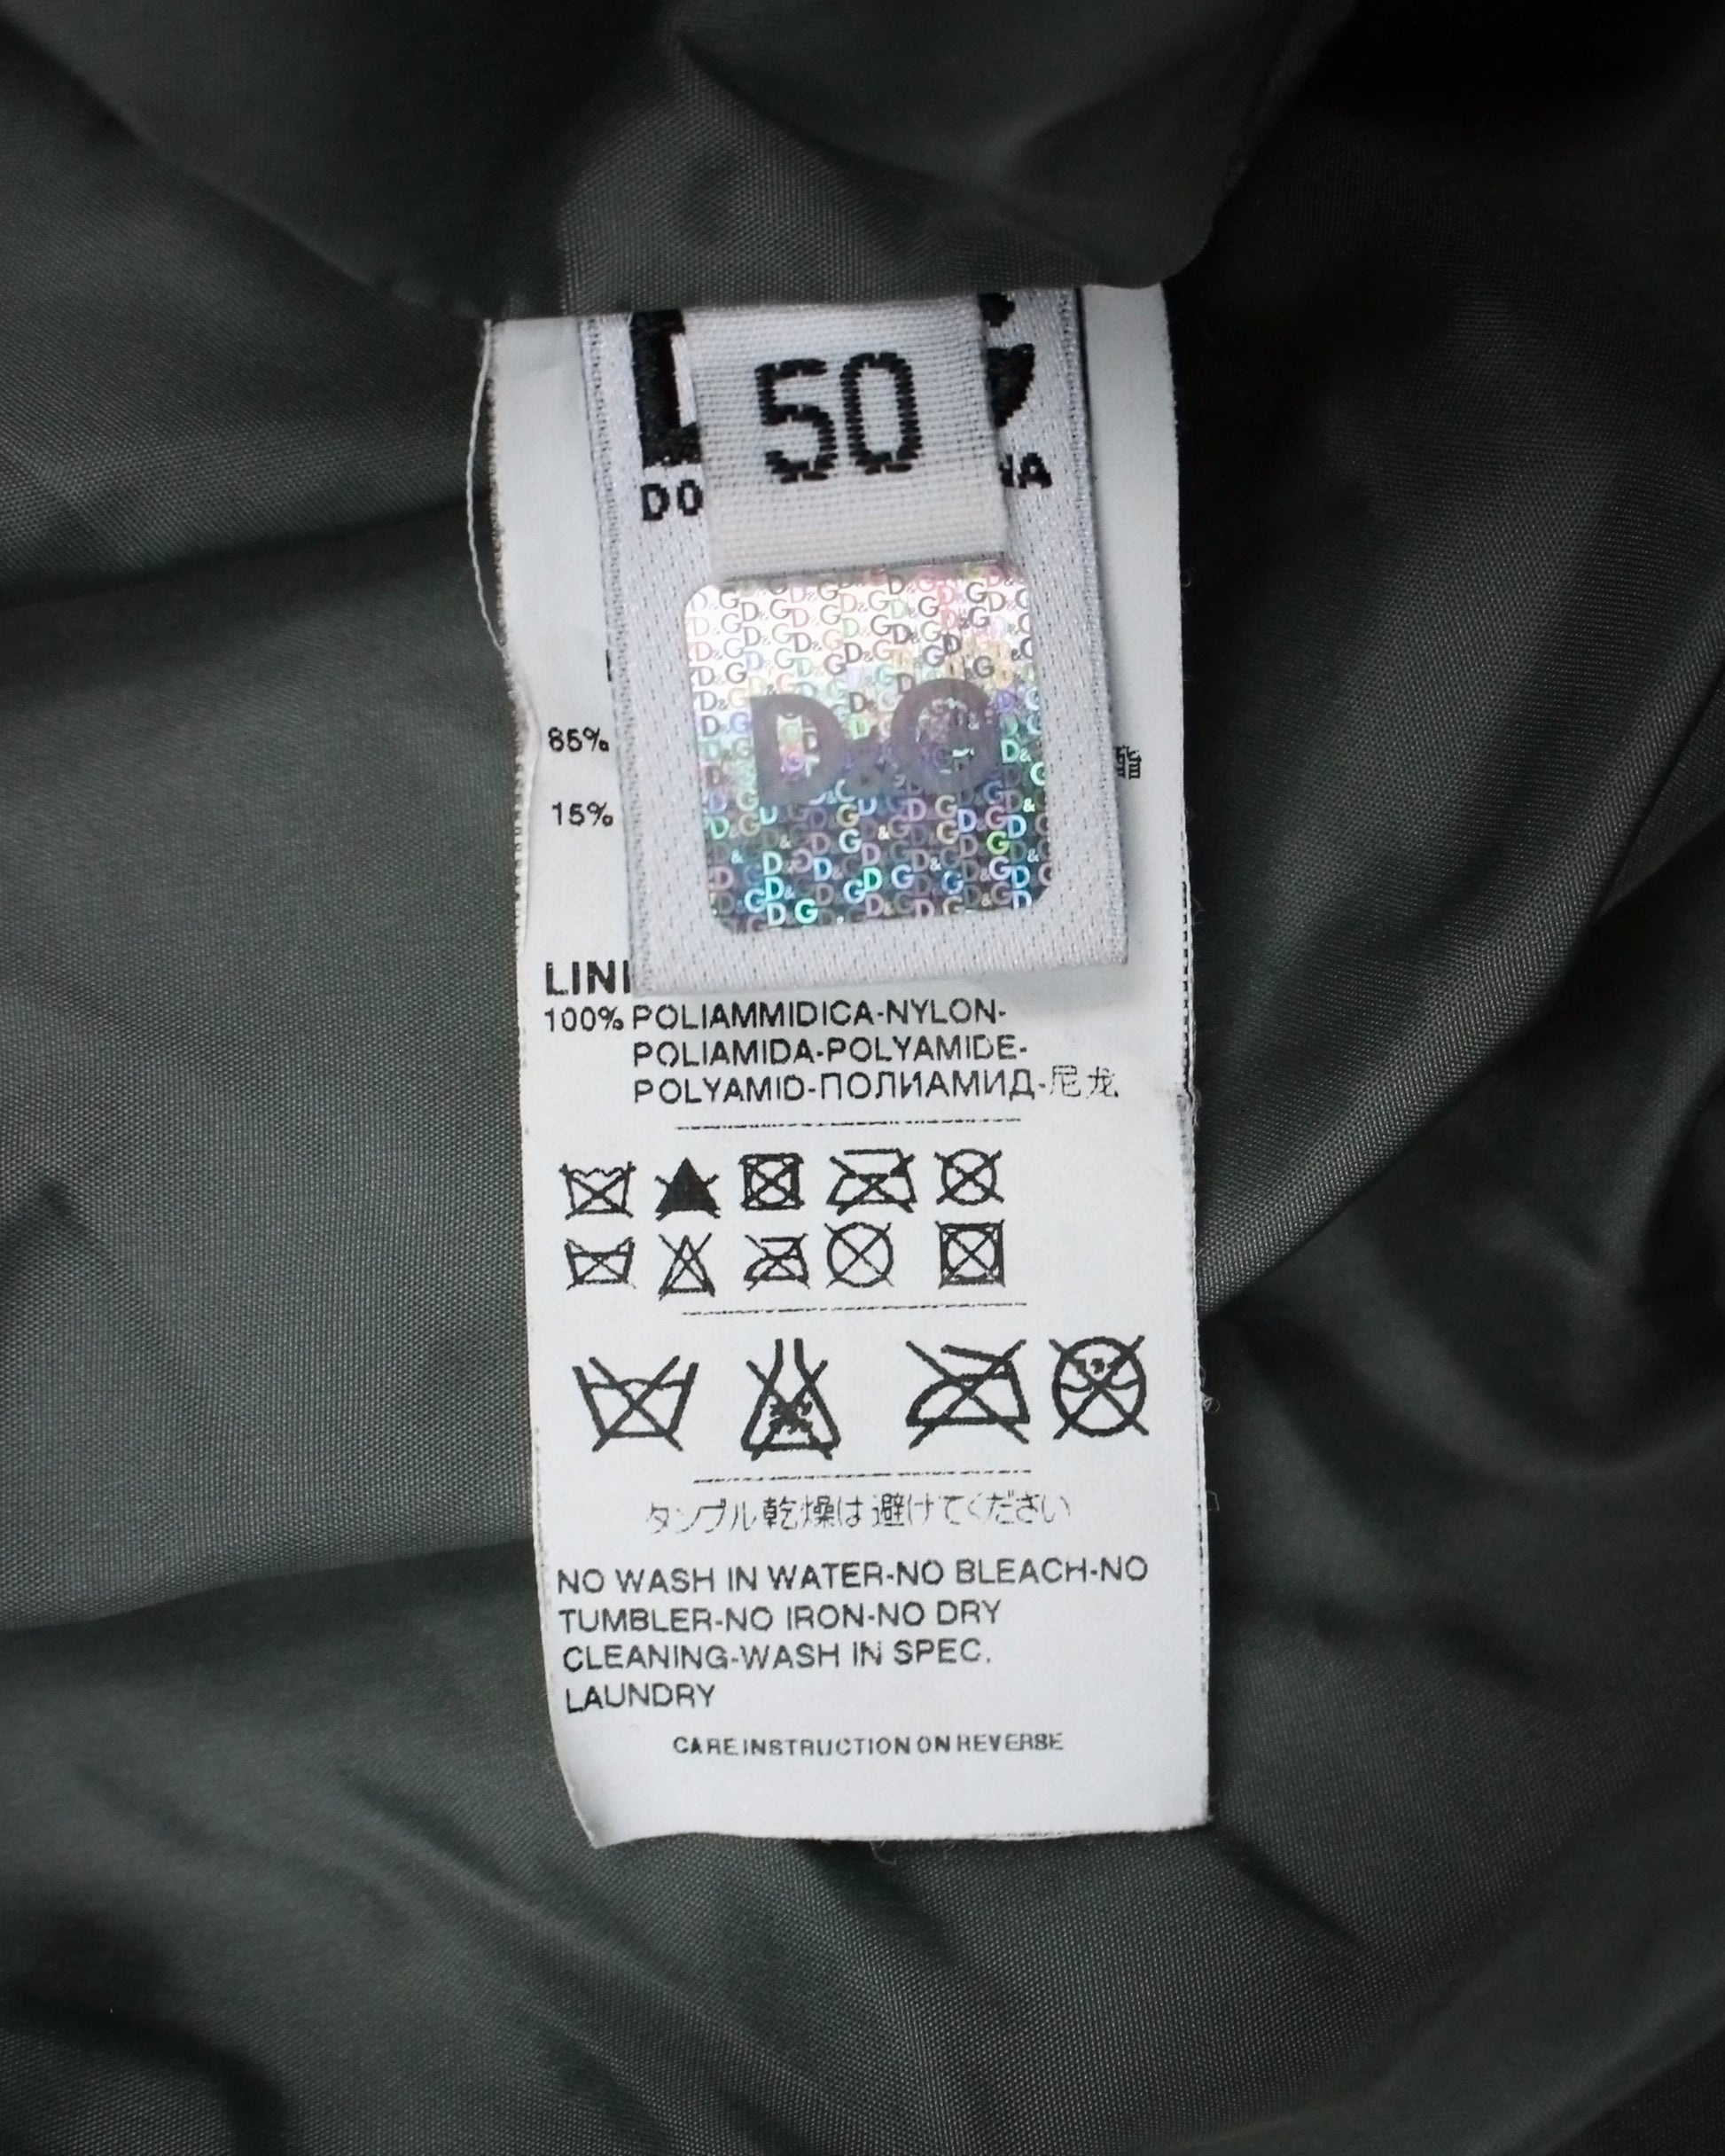 50
DO
NA
D&G
85%
15%
LINI
100% POLIAMMIDICA-NYLON-
POLIAMIDA-POLYAMIDE-
POLYAMID-ПОЛИАМИД-尼龙
タンブル乾燥は避けてください
NO WASH IN WATER-NO BLEACH-NO
TUMBLER-NO IRON-NO DRY
CLEANING-WASH IN SPEC.
LAUNDRY
CARE INSTRUCTION ON REVERSE